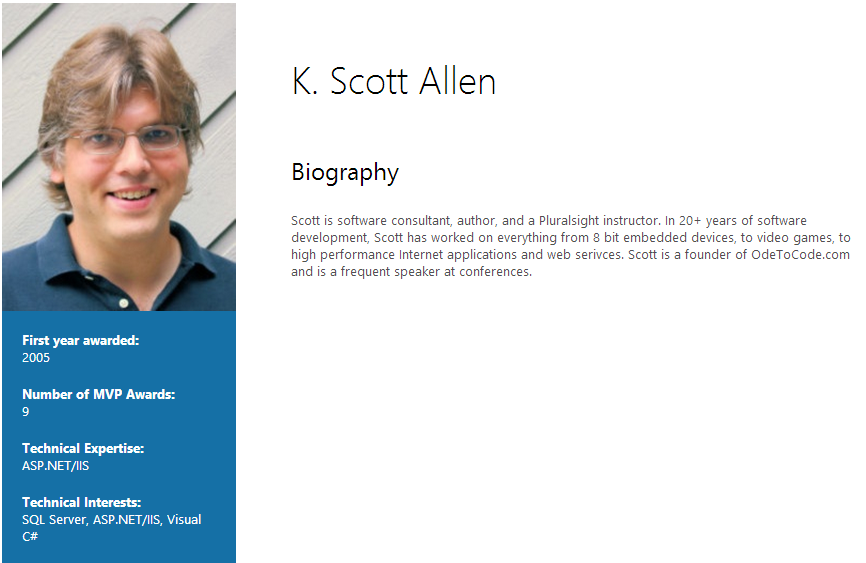 K. Scott Allen
Biography
Scott is software consultant, author, and a Pluralsight instructor. In 20+ years of software
development, Scott has worked on everything from 8 bit embedded devices, to video games, to
high performance Internet applications and web serivces. Scott is a founder of OdeToCode.com
and is a frequent speaker at conferences.
First year awarded:
2005
Number of MVP Awards:
9
Technical Expertise:
ASP.NET/IIS
Technical Interests:
SQL Server, ASP.NET/IIS, Visual
C#